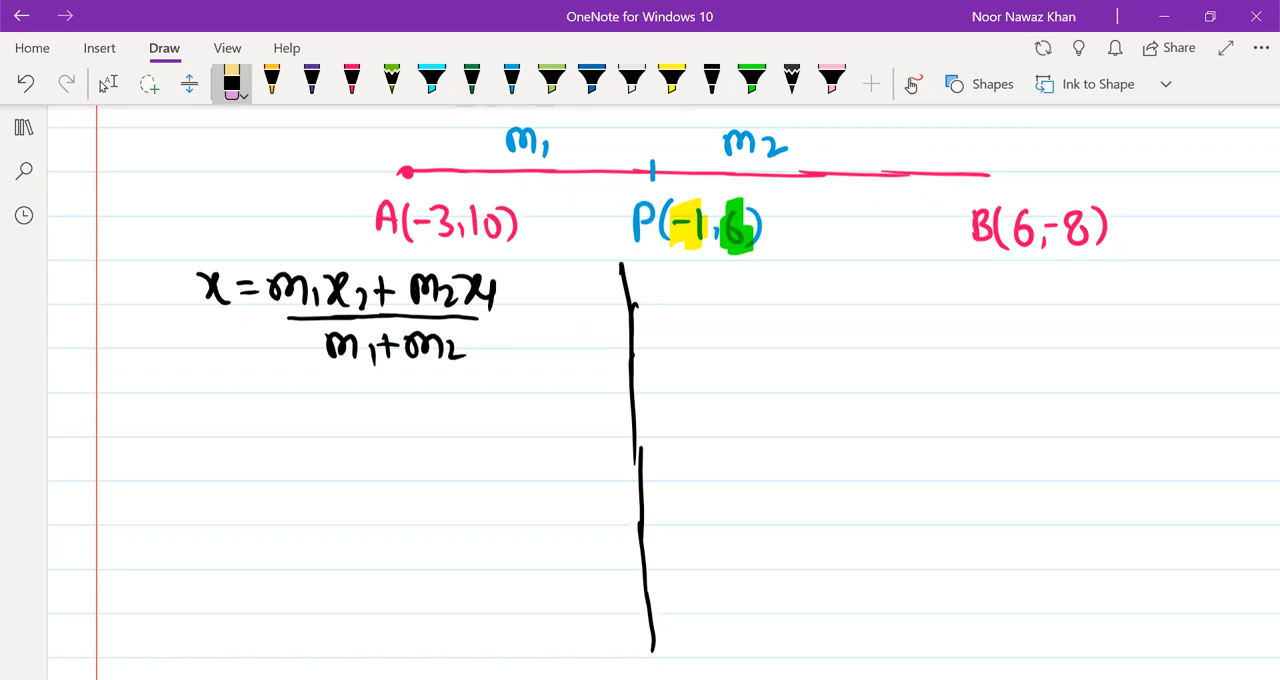 OneNote for Windows 10
Noor Nawaz Khan
Home Insert Draw View Help
Share
Shapes
Ink to Shape
m₁ m₂
A(-3,10) P(-1,6) B(6,-8)
x = m₁x₂ + m₂x₁
m₁+m₂